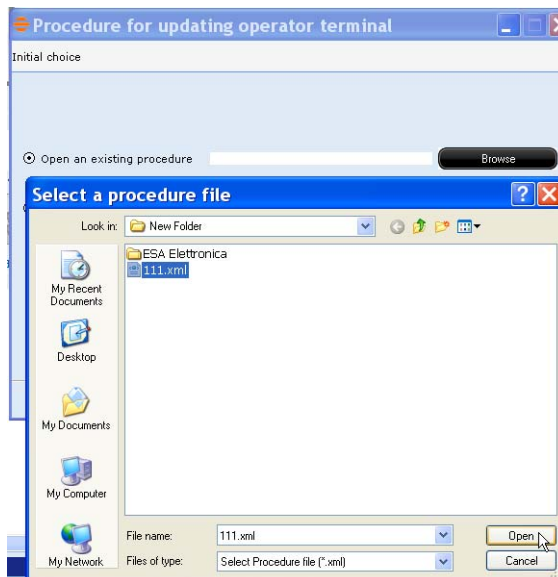 Procedure for updating operator terminal
Initial choice
Open an existing procedure
Browse
Select a procedure file
Look in:
New Folder
ESA Elettronica
111.xml
My Recent
Documents
Desktop
My Documents
My Computer
My Network
File name:
111.xml
Open
Files of type:
Select Procedure file (*.xml)
Cancel